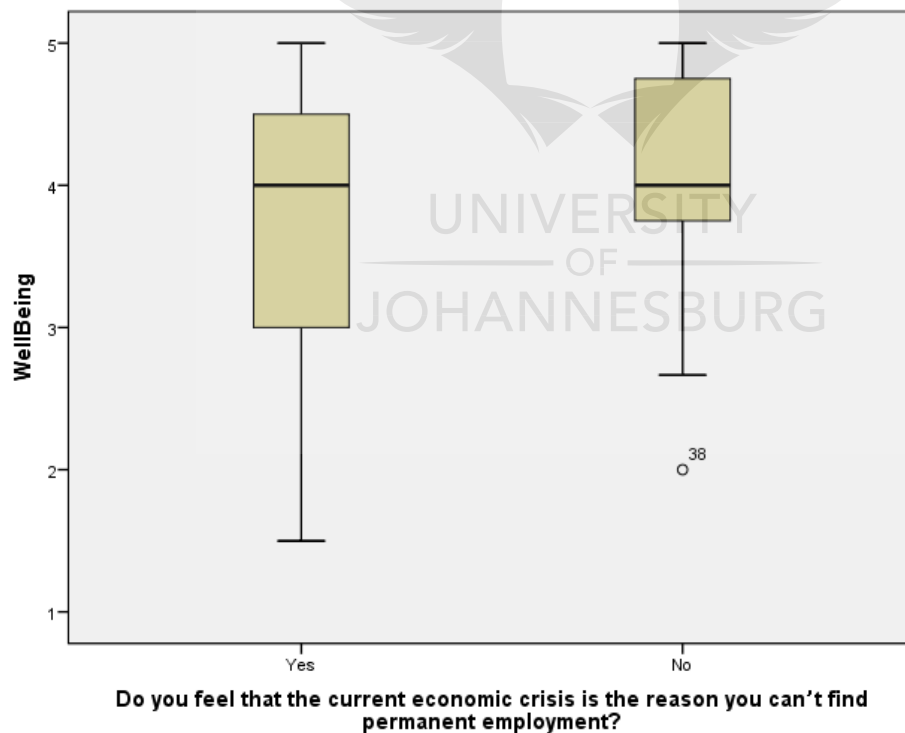 5
4
3
2
1
WellBeing
UNIVERSITY
OF
JOHANNESBURG
38
Yes
No
Do you feel that the current economic crisis is the reason you can’t find
permanent employment?